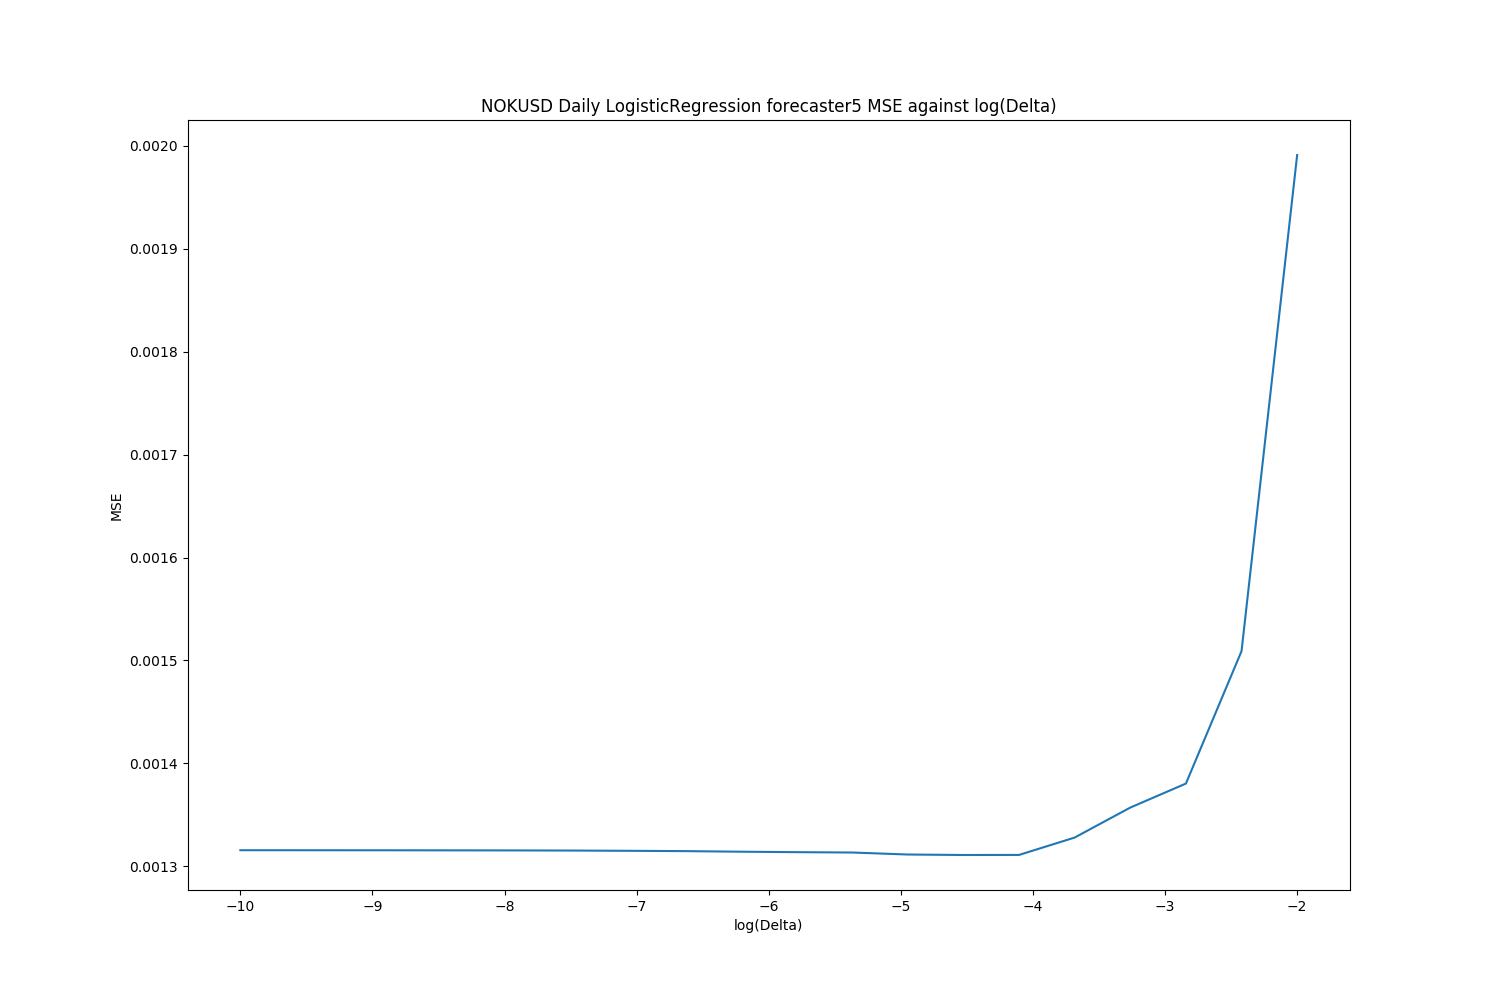 NOKUSD Daily LogisticRegression forecaster5 MSE against log(Delta)
0.0020
0.0019
0.0018
0.0017
0.0016
0.0015
0.0014
0.0013
MSE
−10 −9 −8 −7 −6 −5 −4 −3 −2
log(Delta)